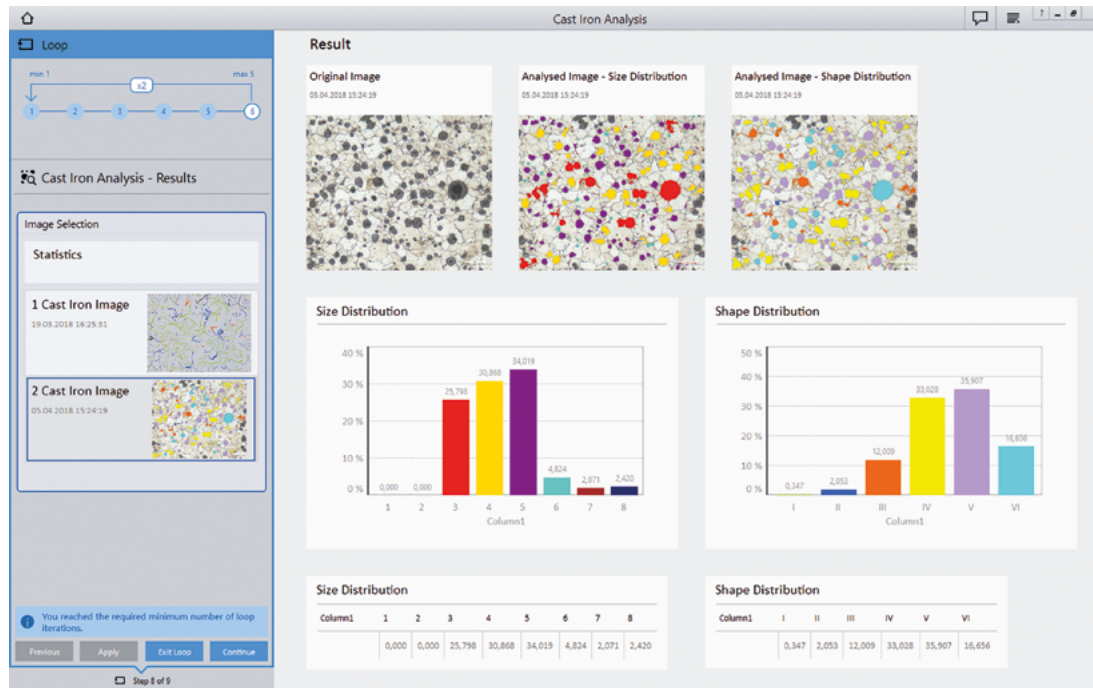 Cast Iron Analysis
?
Loop
min 1
max 5
x2
1 2 3 4 5 6
Cast Iron Analysis - Results
Image Selection
Statistics
1 Cast Iron Image
19.03.2018 16:25:51
2 Cast Iron Image
05.04.2018 15:24:19
You reached the required minimum number of loop
iterations.
Previous Apply Exit Loop Continue
Step 8 of 9
Result
Original Image
05.04.2018 15:24:19
Analysed Image - Size Distribution
05.04.2018 15:24:19
Analysed Image - Shape Distribution
05.04.2018 15:24:19
Size Distribution
40 %
30 %
20 %
10 %
0 %
0,000 0,000 25,798 30,868 34,019 4,824 2,071 2,420
1 2 3 4 5 6 7 8
Column1
Shape Distribution
50 %
40 %
30 %
20 %
10 %
0 %
0,347 2,053 12,009 33,028 35,907 16,656
I II III IV V VI
Column1
Size Distribution
Column1 1 2 3 4 5 6 7 8
0,000 0,000 25,798 30,868 34,019 4,824 2,071 2,420
Shape Distribution
Column1 I II III IV V VI
0,347 2,053 12,009 33,028 35,907 16,656